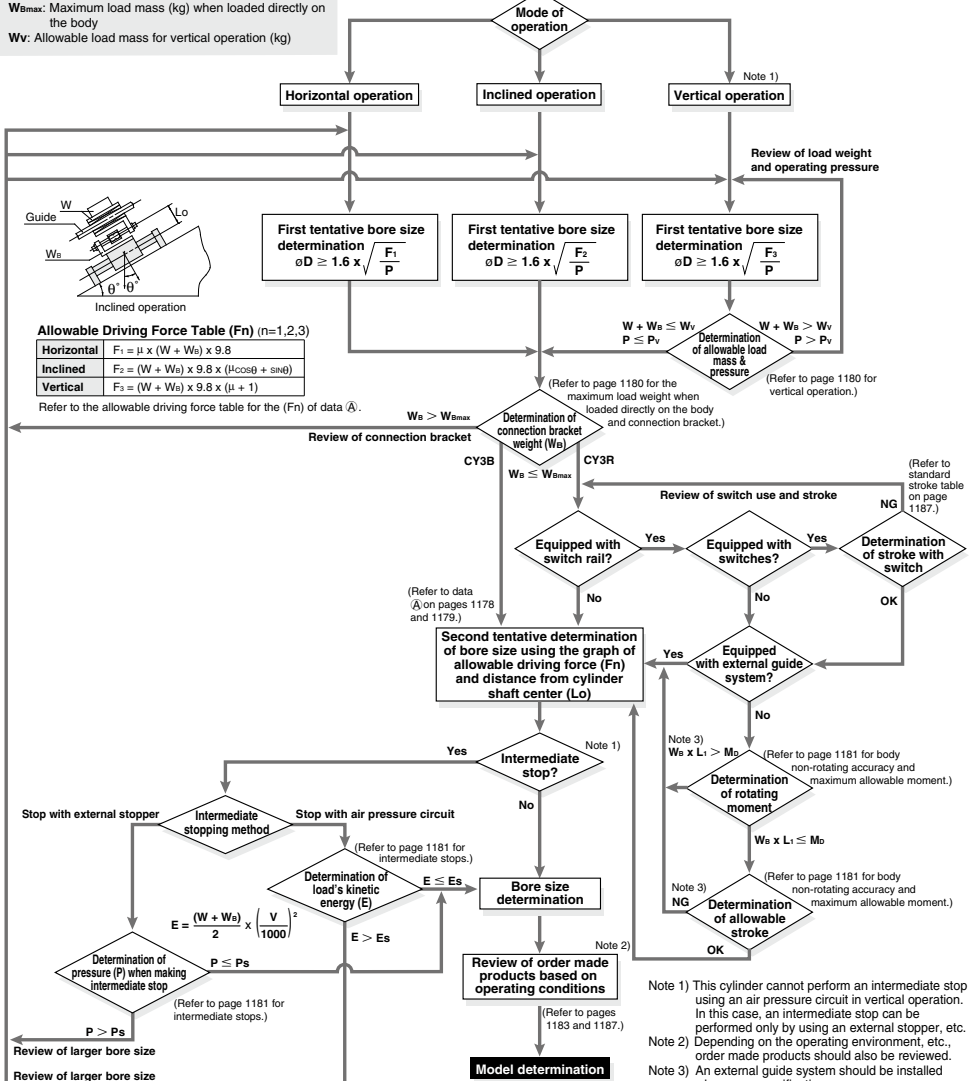 WBmax: Maximum load mass (kg) when loaded directly on
the body
Wv: Allowable load mass for vertical operation (kg)
Mode of
operation
Note 1)
Horizontal operation
Inclined operation
Vertical operation
Review of load weight
and operating pressure
W
Guide
Lo
WB
θ° θ°
Inclined operation
First tentative bore size
determination
øD ≥ 1.6 x √F1/P
First tentative bore size
determination
øD ≥ 1.6 x √F2/P
First tentative bore size
determination
øD ≥ 1.6 x √F3/P
Allowable Driving Force Table (Fn) (n=1,2,3)
Horizontal F1 = μ x (W + WB) x 9.8
Inclined F2 = (W + WB) x 9.8 x (μcosθ + sinθ)
Vertical F3 = (W + WB) x 9.8 x (μ + 1)
Refer to the allowable driving force table for the (Fn) of data Ⓐ.
W + WB ≤ Wv
P ≤ Pv
Determination
of allowable load
mass &
pressure
W + WB > Wv
P > Pv
(Refer to page 1180 for
vertical operation.)
(Refer to page 1180 for the
maximum load weight when
loaded directly on the body
and connection bracket.)
WB > WBmax
Review of connection bracket
Determination of
connection bracket
weight (WB)
CY3B
WB ≤ WBmax
CY3R
Review of switch use and stroke
(Refer to
standard
stroke table
on page
1187.)
NG
Equipped with
switch rail?
Yes
Equipped with
switches?
Yes
Determination
of stroke with
switch
No
No
OK
(Refer to data
Ⓐ on pages 1178
and 1179.)
Second tentative determination
of bore size using the graph of
allowable driving force (Fn)
and distance from cylinder
shaft center (Lo)
Yes
Equipped
with external guide
system?
No
Note 3)
WB x L1 > MD
(Refer to page 1181 for body
non-rotating accuracy and
maximum allowable moment.)
Determination
of rotating
moment
WB x L1 ≤ MD
(Refer to page 1181 for body
non-rotating accuracy and
maximum allowable moment.)
Note 3)
NG
Determination
of allowable
stroke
OK
Yes
Note 1)
Intermediate
stop?
No
Stop with external stopper
Intermediate
stopping method
Stop with air pressure circuit
(Refer to page 1181 for
intermediate stops.)
Determination of
load's kinetic
energy (E)
E ≤ Es
E = (W + WB)/2 x (V/1000)²
E > Es
Bore size
determination
Determination of
pressure (P) when making
intermediate stop
P ≤ Ps
(Refer to page 1181 for
intermediate stops.)
P > Ps
Review of larger bore size
Review of larger bore size
Note 2)
Review of order made
products based on
operating conditions
(Refer to pages
1183 and 1187.)
Model determination
Note 1) This cylinder cannot perform an intermediate stop
using an air pressure circuit in vertical operation.
In this case, an intermediate stop can be
performed only by using an external stopper, etc.
Note 2) Depending on the operating environment, etc.,
order made products should also be reviewed.
Note 3) An external guide system should be installed